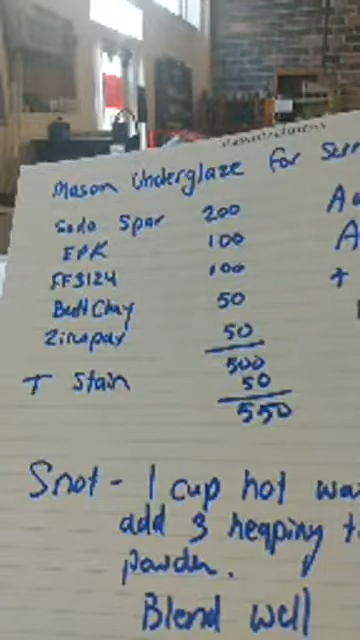 Mason Underglaze for
Soda Spar 200 A
EPK 100 A
FF3124 100 +
Ball Clay 50
Zircopax 50
500
+ Stain 50
550
Snot - 1 cup hot
add 3 heaping
powder.
Blend well